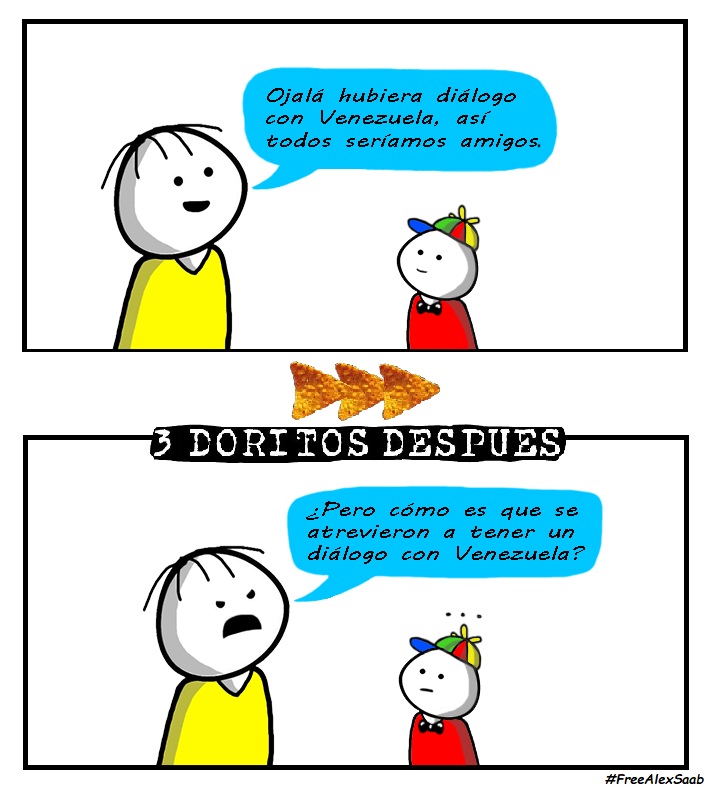 Ojalá hubiera diálogo
con Venezuela, así
todos seríamos amigos.
3 DORITOS DESPUES
¿Pero cómo es que se
atrevieron a tener un
diálogo con Venezuela?
...
#FreeAlexSaab